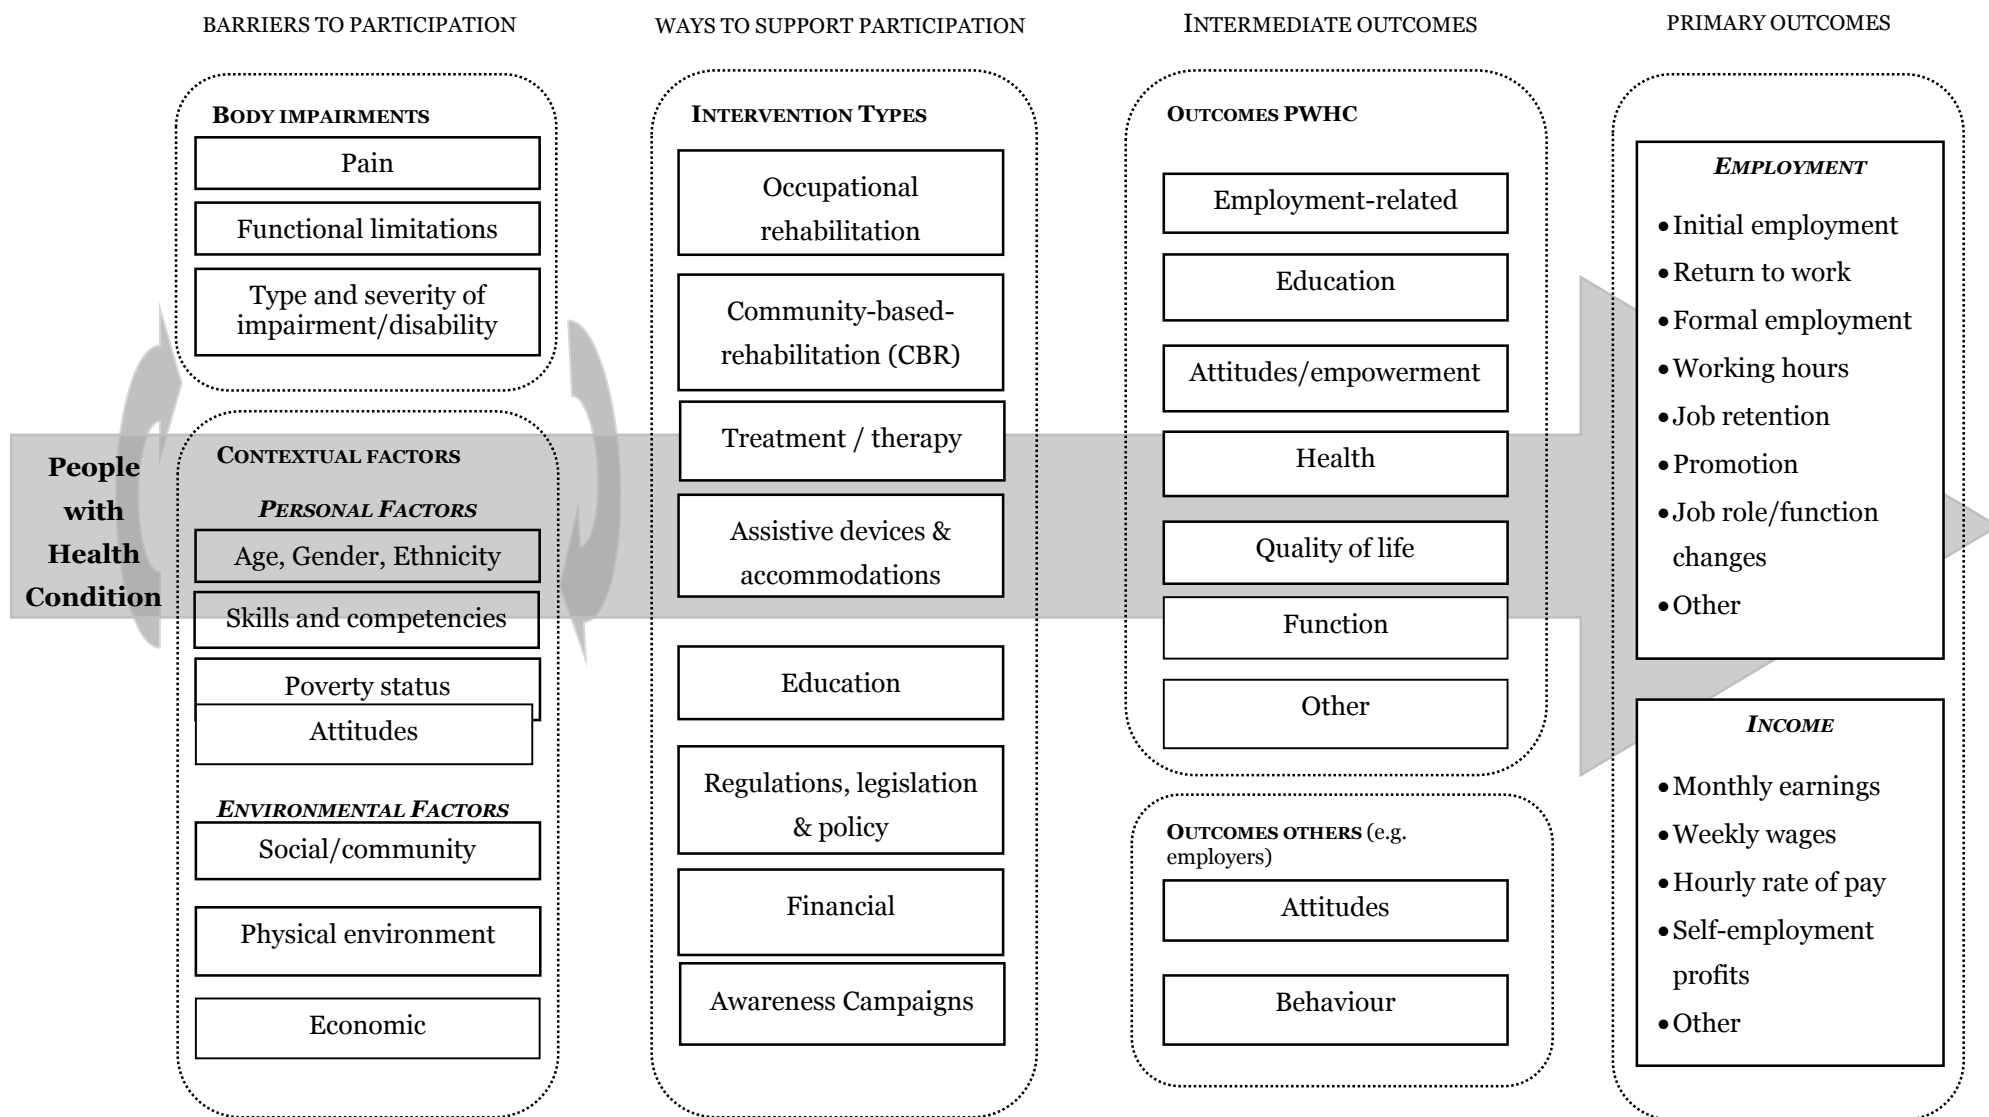 BARRIERS TO PARTICIPATION
WAYS TO SUPPORT PARTICIPATION
INTERMEDIATE OUTCOMES
PRIMARY OUTCOMES
People
with
Health
Condition
BODY IMPAIRMENTS
Pain
Functional limitations
Type and severity of
impairment/disability
CONTEXTUAL FACTORS
PERSONAL FACTORS
Age, Gender, Ethnicity
Skills and competencies
Poverty status
Attitudes
ENVIRONMENTAL FACTORS
Social/community
Physical environment
Economic
INTERVENTION TYPES
Occupational
rehabilitation
Community-based-
rehabilitation (CBR)
Treatment / therapy
Assistive devices &
accommodations
Education
Regulations, legislation
& policy
Financial
Awareness Campaigns
OUTCOMES PWHC
Employment-related
Education
Attitudes/empowerment
Health
Quality of life
Function
Other
OUTCOMES OTHERS (e.g.
employers)
Attitudes
Behaviour
EMPLOYMENT
• Initial employment
• Return to work
• Formal employment
• Working hours
• Job retention
• Promotion
• Job role/function
changes
• Other
INCOME
• Monthly earnings
• Weekly wages
• Hourly rate of pay
• Self-employment
profits
• Other